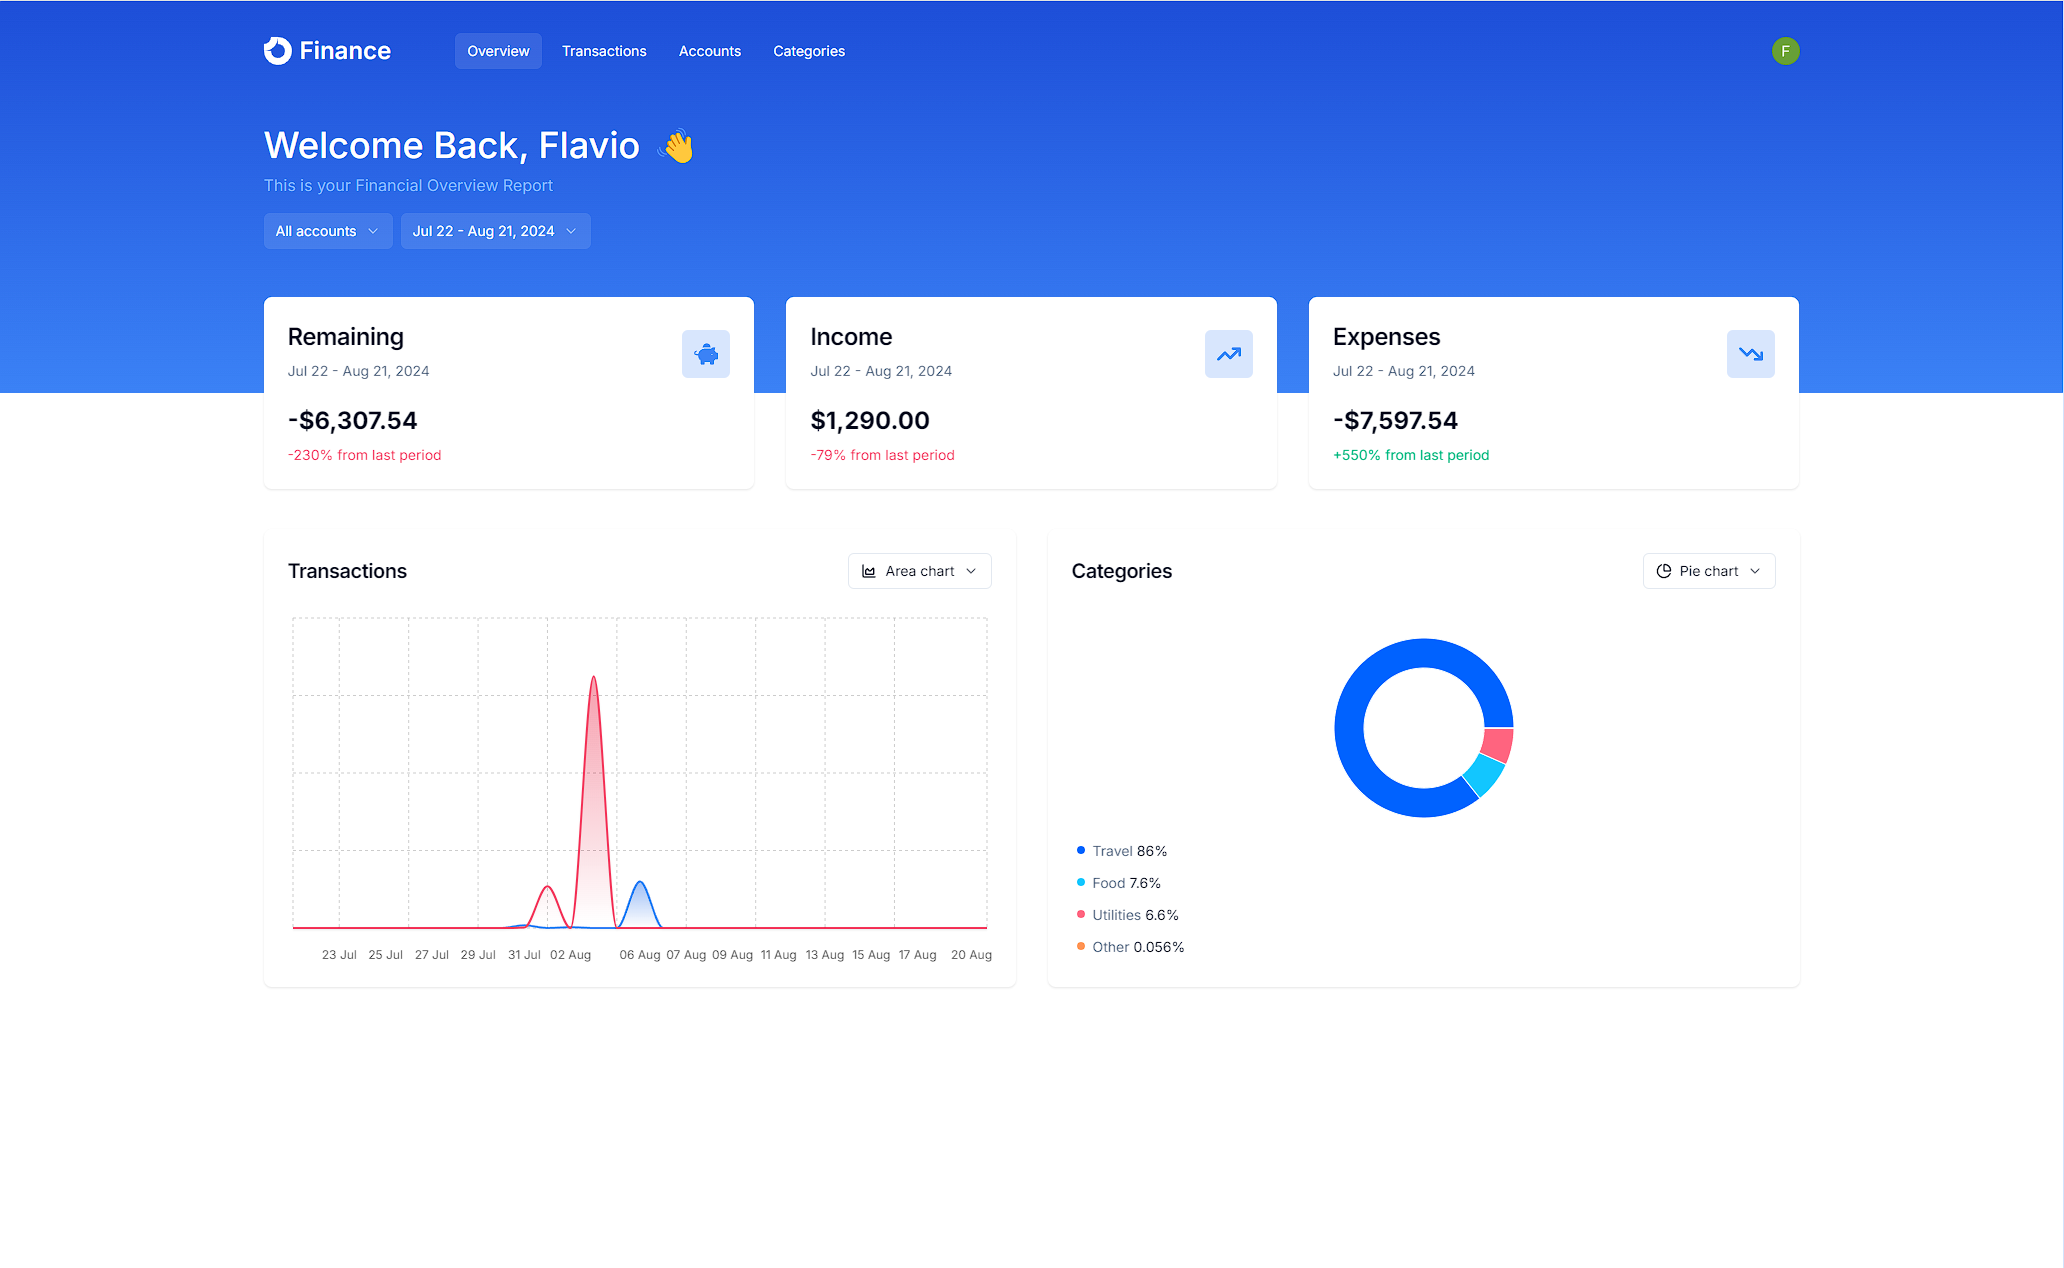 Finance
Overview
Transactions
Accounts
Categories
F
Welcome Back, Flavio 👋
This is your Financial Overview Report
All accounts
Jul 22 - Aug 21, 2024
Remaining
Jul 22 - Aug 21, 2024
-$6,307.54
-230% from last period
Income
Jul 22 - Aug 21, 2024
$1,290.00
-79% from last period
Expenses
Jul 22 - Aug 21, 2024
-$7,597.54
+550% from last period
Transactions
Area chart
23 Jul 25 Jul 27 Jul 29 Jul 31 Jul 02 Aug 06 Aug 07 Aug 09 Aug 11 Aug 13 Aug 15 Aug 17 Aug 20 Aug
Categories
Pie chart
Travel 86%
Food 7.6%
Utilities 6.6%
Other 0.056%